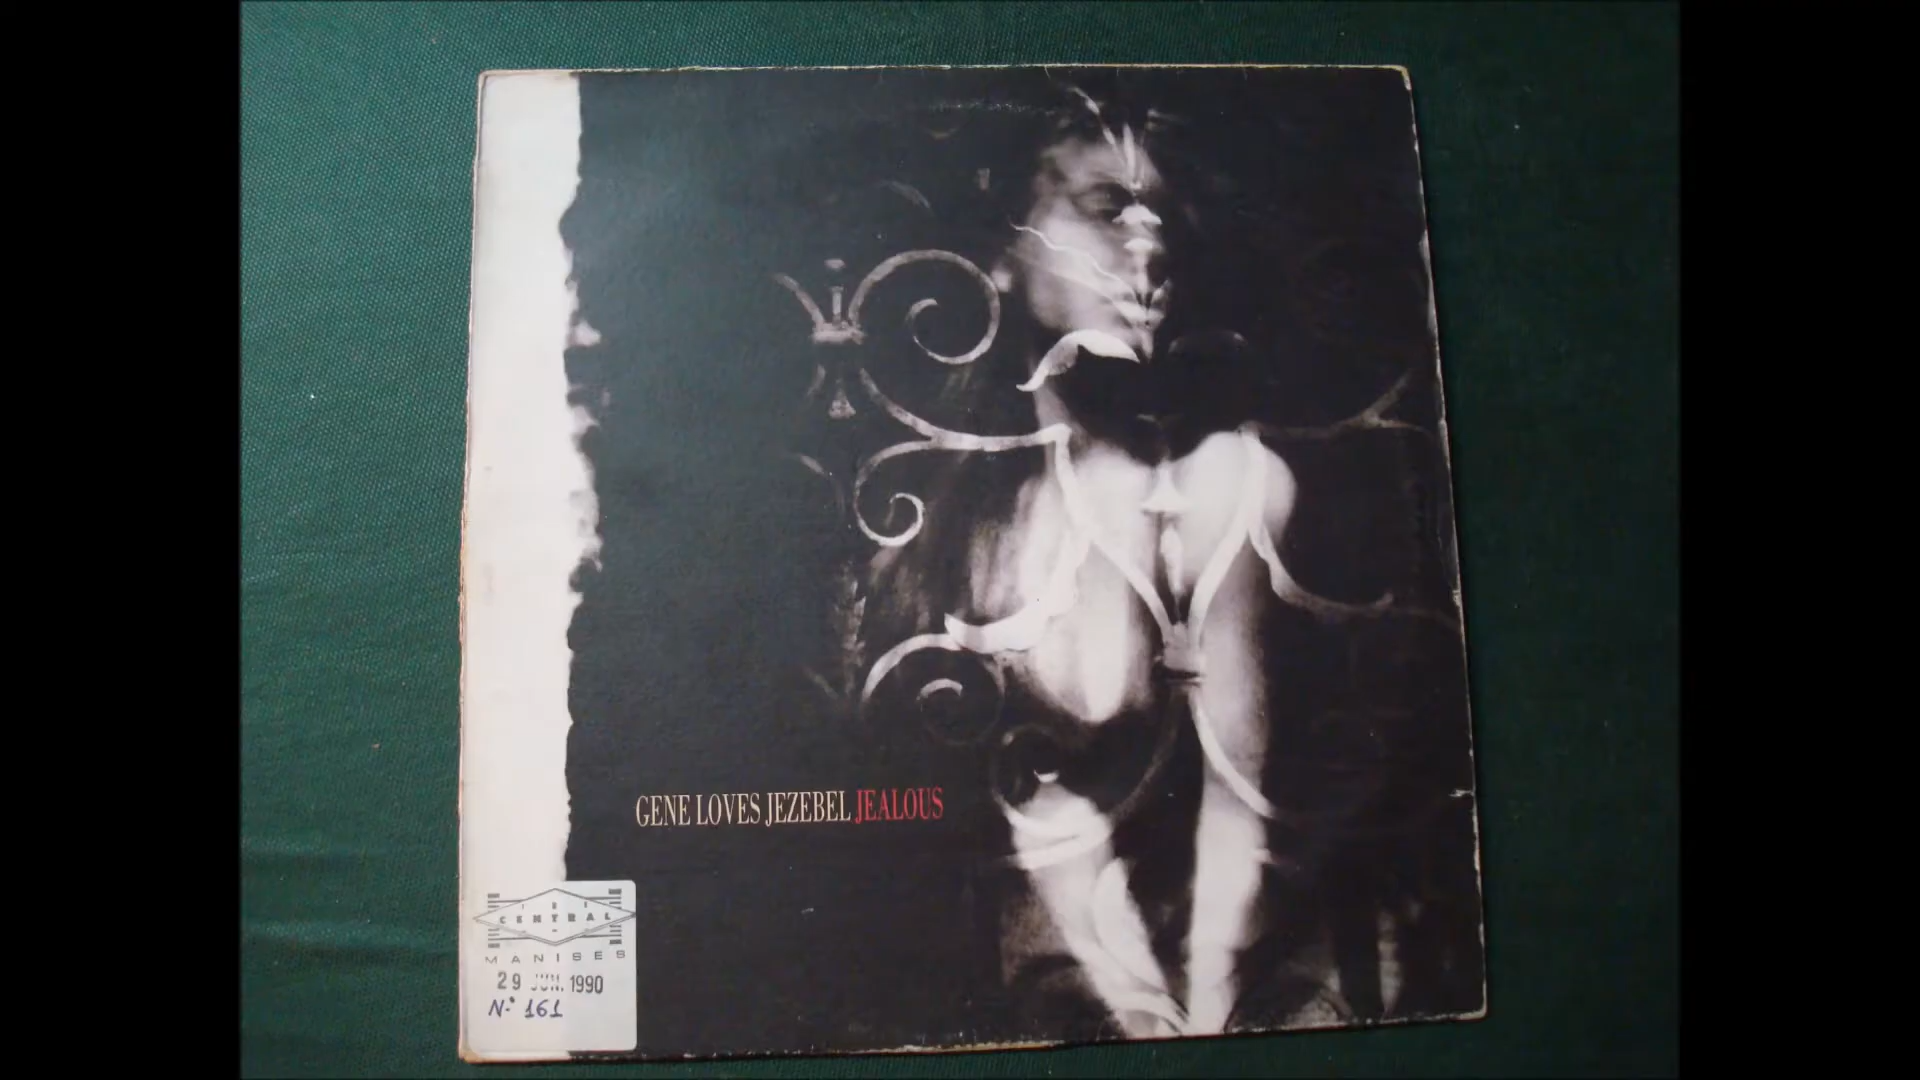 GENE LOVES JEZEBEL JEALOUS
CENTRAL
MANISES
29 JUN. 1990
N.º 161